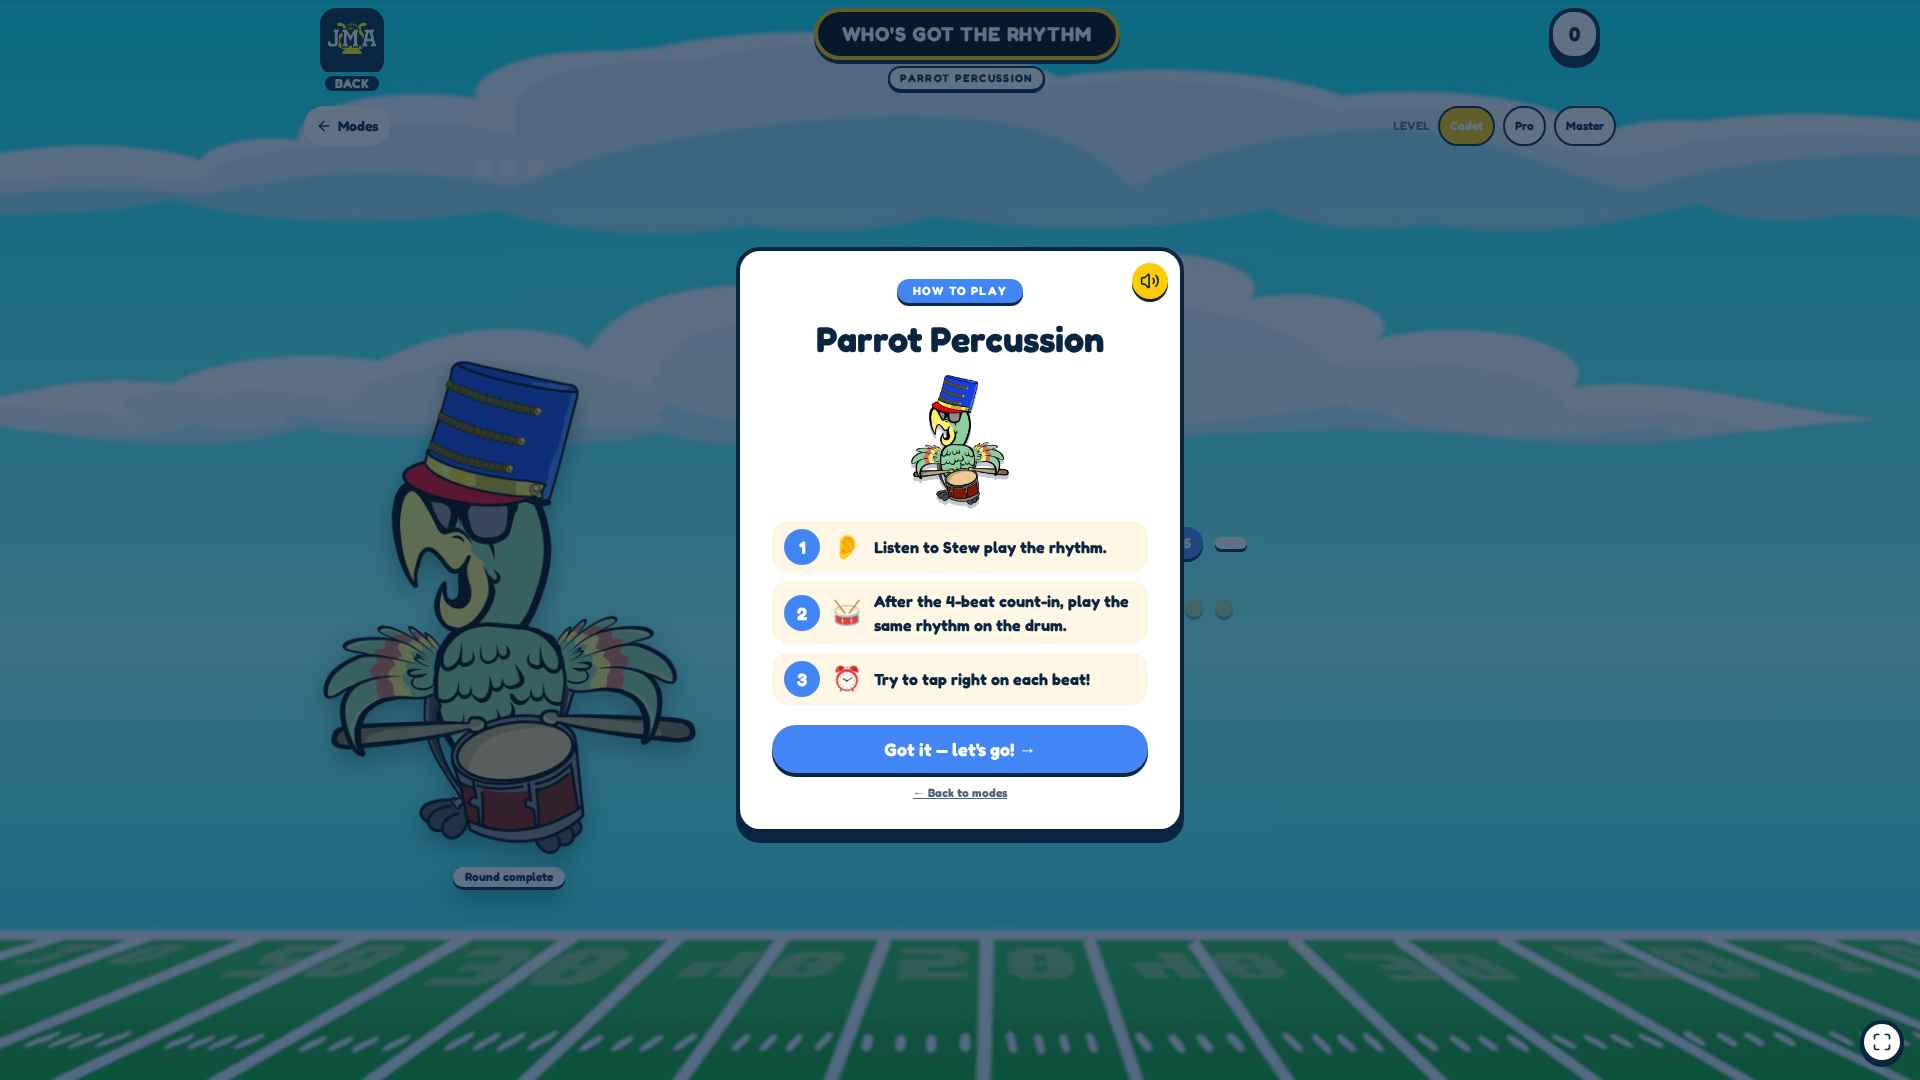 JMA
BACK
WHO'S GOT THE RHYTHM
PARROT PERCUSSION
0
Modes
LEVEL
Cadet
Pro
Master
HOW TO PLAY
Parrot Percussion
1
Listen to Stew play the rhythm.
2
After the 4-beat count-in, play the
same rhythm on the drum.
3
Try to tap right on each beat!
Got it – let's go! →
← Back to modes
Round complete